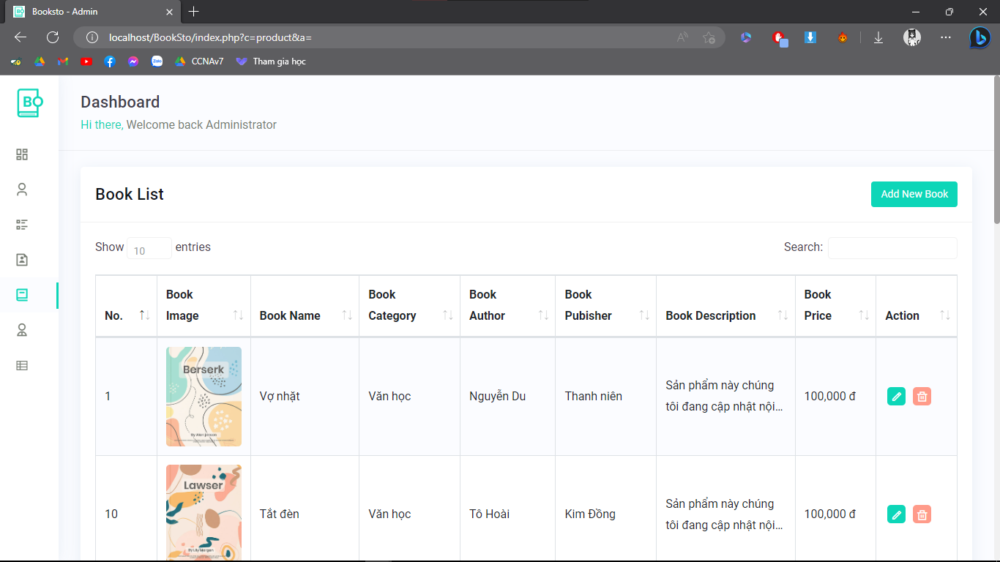 Booksto - Admin
localhost/BookSto/index.php?c=product&a=
CCNAv7
Tham gia học
BO
Dashboard
Hi there, Welcome back Administrator
Book List
Add New Book
Show 10 entries
Search:
No.
Book Image
Book Name
Book Category
Book Author
Book Pubisher
Book Description
Book Price
Action
1
Berserk
Vợ nhặt
Văn học
Nguyễn Du
Thanh niên
Sản phẩm này chúng
tôi đang cập nhật nội...
100,000 đ
10
Lawser
By Lily Morgan
Tắt đèn
Văn học
Tô Hoài
Kim Đồng
Sản phẩm này chúng
tôi đang cập nhật nội...
100,000 đ